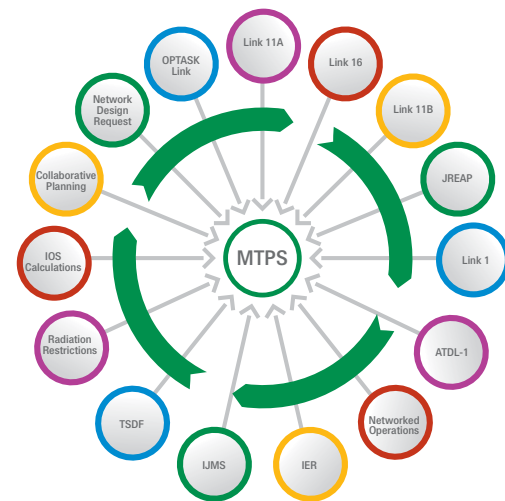 Link 11A
OPTASK
Link
Link 16
Network
Design
Request
Link 11B
Collaborative
Planning
JREAP
MTPS
IOS
Calculations
Link 1
Radiation
Restrictions
ATDL-1
TSDF
Networked
Operations
IJMS
IER